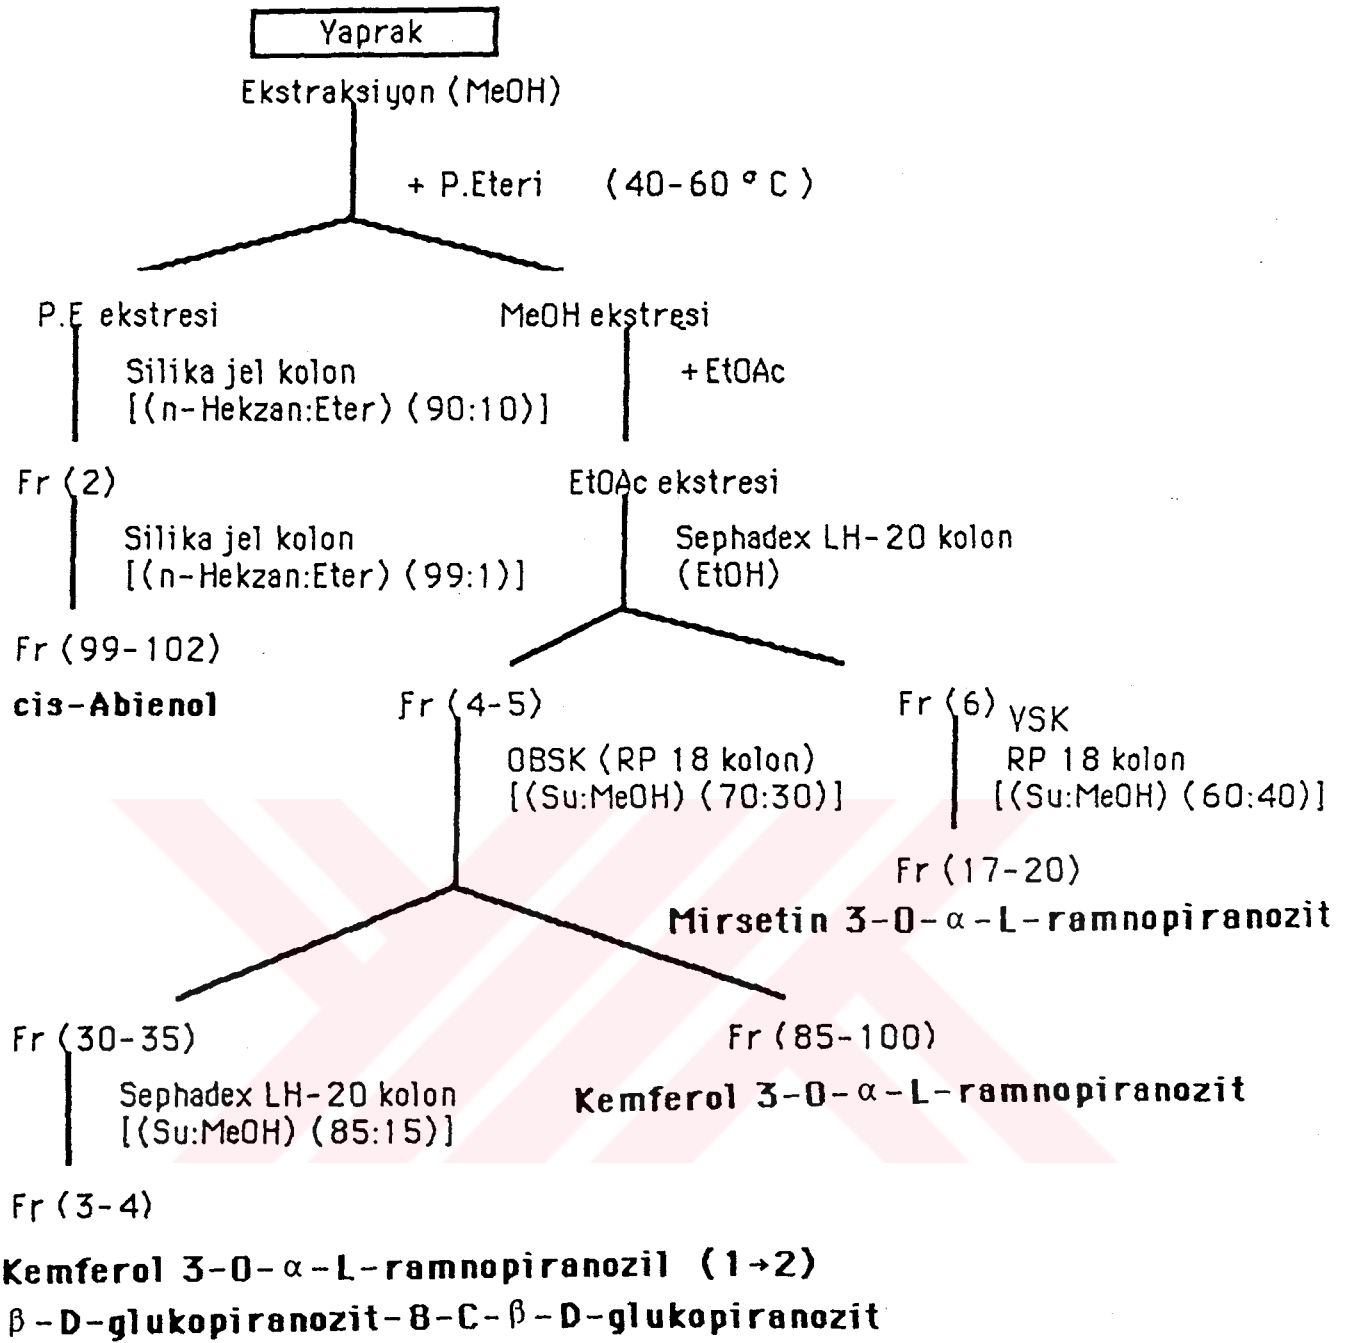 Yaprak
Ekstraksiyon (MeOH)
+ P.Eteri (40-60 °C)
P.E ekstresi
MeOH ekstresi
Silika jel kolon
[(n-Hekzan:Eter) (90:10)]
+ EtOAc
Fr (2)
EtOAc ekstresi
Silika jel kolon
[(n-Hekzan:Eter) (99:1)]
Sephadex LH-20 kolon
(EtOH)
Fr (99-102)
cis-Abienol
Fr (4-5)
Fr (6)
OBSK (RP 18 kolon)
[(Su:MeOH) (70:30)]
VSK
RP 18 kolon
[(Su:MeOH) (60:40)]
Fr (17-20)
Mirsetin 3-O-α-L-ramnopiranozit
Fr (30-35)
Fr (85-100)
Sephadex LH-20 kolon
[(Su:MeOH) (85:15)]
Kemferol 3-O-α-L-ramnopiranozit
Fr (3-4)
Kemferol 3-O-α-L-ramnopiranozil (1→2)
β-D-glukopiranozit-8-C-β-D-glukopiranozit